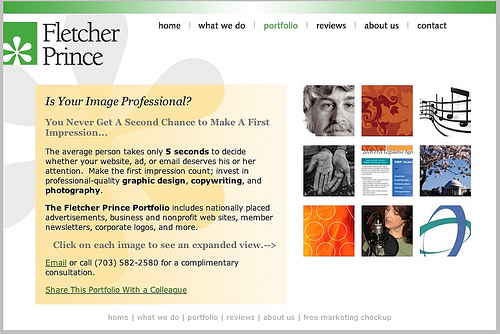 Fletcher
Prince
home | what we do | portfolio | reviews | about us | contact
Is Your Image Professional?
You Never Get A Second Chance to Make A First
Impression...
The average person takes only 5 seconds to decide
whether your website, ad, or email deserves his or her
attention. Make the first impression count; invest in
professional-quality graphic design, copywriting, and
photography.
The Fletcher Prince Portfolio includes nationally placed
advertisements, business and nonprofit web sites, member
newsletters, corporate logos, and more.
Click on each image to see an expanded view.-->
Email or call (703) 582-2580 for a complimentary
consultation.
Share This Portfolio With a Colleague
home | what we do | portfolio | reviews | about us | free marketing checkup